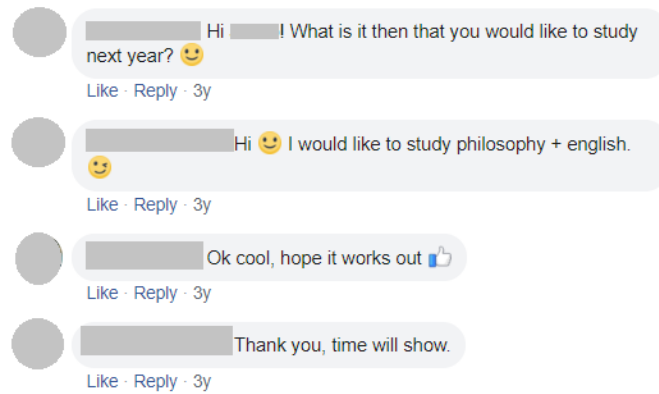 Hi ! What is it then that you would like to study
next year? 🙂
Like · Reply · 3y
Hi 🙂 I would like to study philosophy + english.
😉
Like · Reply · 3y
Ok cool, hope it works out 👍
Like · Reply · 3y
Thank you, time will show.
Like · Reply · 3y